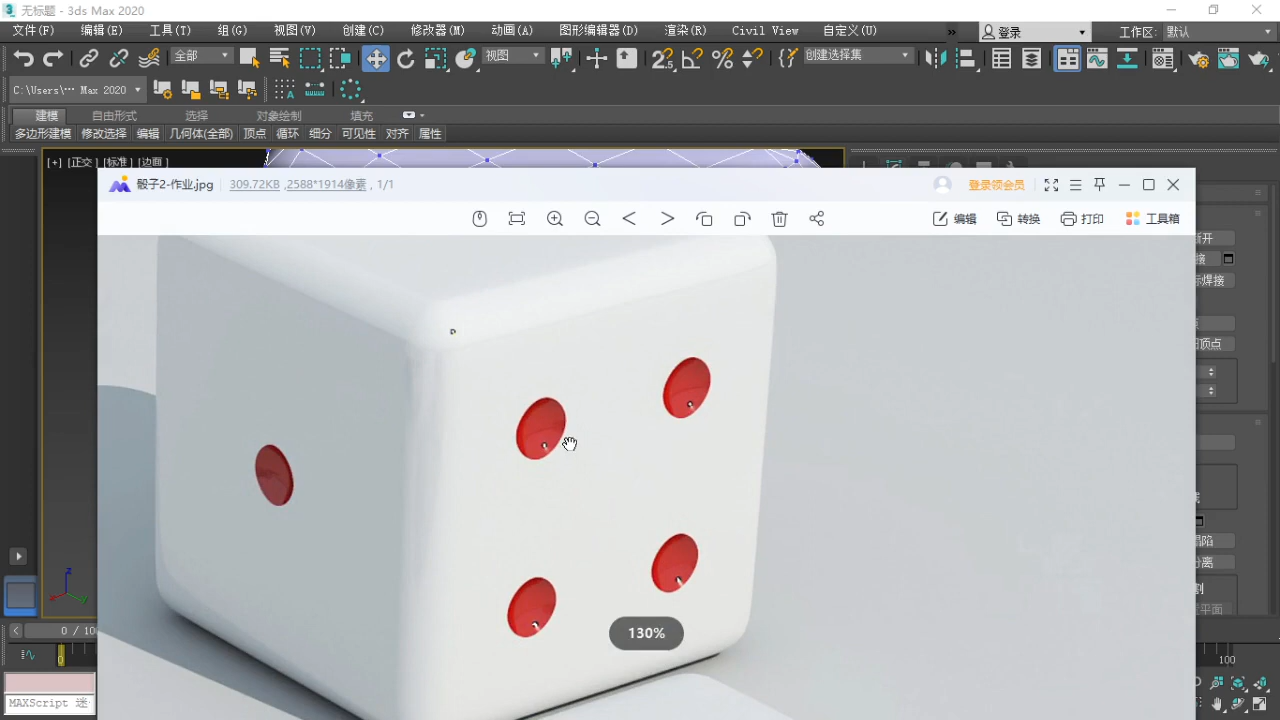 无标题 - 3ds Max 2020
文件(F) 编辑(E) 工具(T) 组(G) 视图(V) 创建(C) 修改器(M) 动画(A) 图形编辑器(D) 渲染(R) Civil View 自定义(U) » 登录 工作区: 默认
全部 视图 创建选择集
C:\Users\··· Max 2020
建模 自由形式 选择 对象绘制 填充
多边形建模 修改选择 编辑 几何体(全部) 顶点 循环 细分 可见性 对齐 属性
[+] [正交] [标准] [边面]
骰子2-作业.jpg 309.72KB ,2588*1914像素 , 1/1 登录领会员
编辑 转换 打印 工具箱
130%
0 / 100
0 100
MAXScript 迷